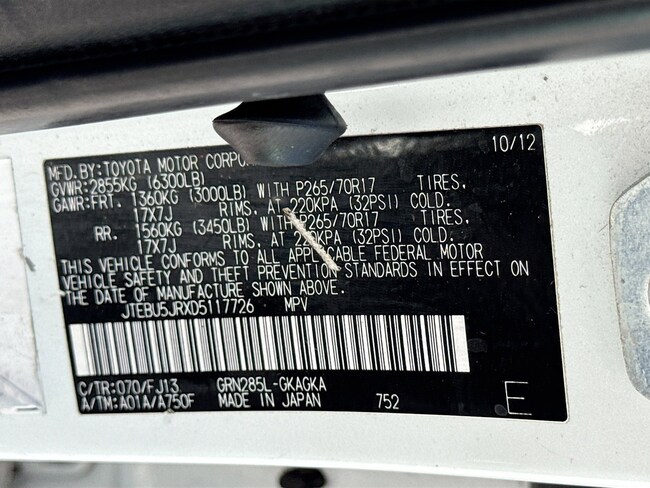 10/12
MFD.BY:TOYOTA MOTOR CORPO
GVWR:2855KG (6300LB)
GAWR:FRT. 1360KG (3000LB) WITH P265/70R17 TIRES,
17X7J RIMS, AT 220KPA (32PSI) COLD.
RR. 1560KG (3450LB) WITH P265/70R17 TIRES,
17X7J RIMS, AT 220KPA (32PSI) COLD.
THIS VEHICLE CONFORMS TO ALL APPLICABLE FEDERAL MOTOR
VEHICLE SAFETY AND THEFT PREVENTION STANDARDS IN EFFECT ON
THE DATE OF MANUFACTURE SHOWN ABOVE.
JTEBU5JRXD5117726 MPV
C/TR:070/FJ13 GRN285L-GKAGKA
A/TM:A01A/A750F MADE IN JAPAN 752 E